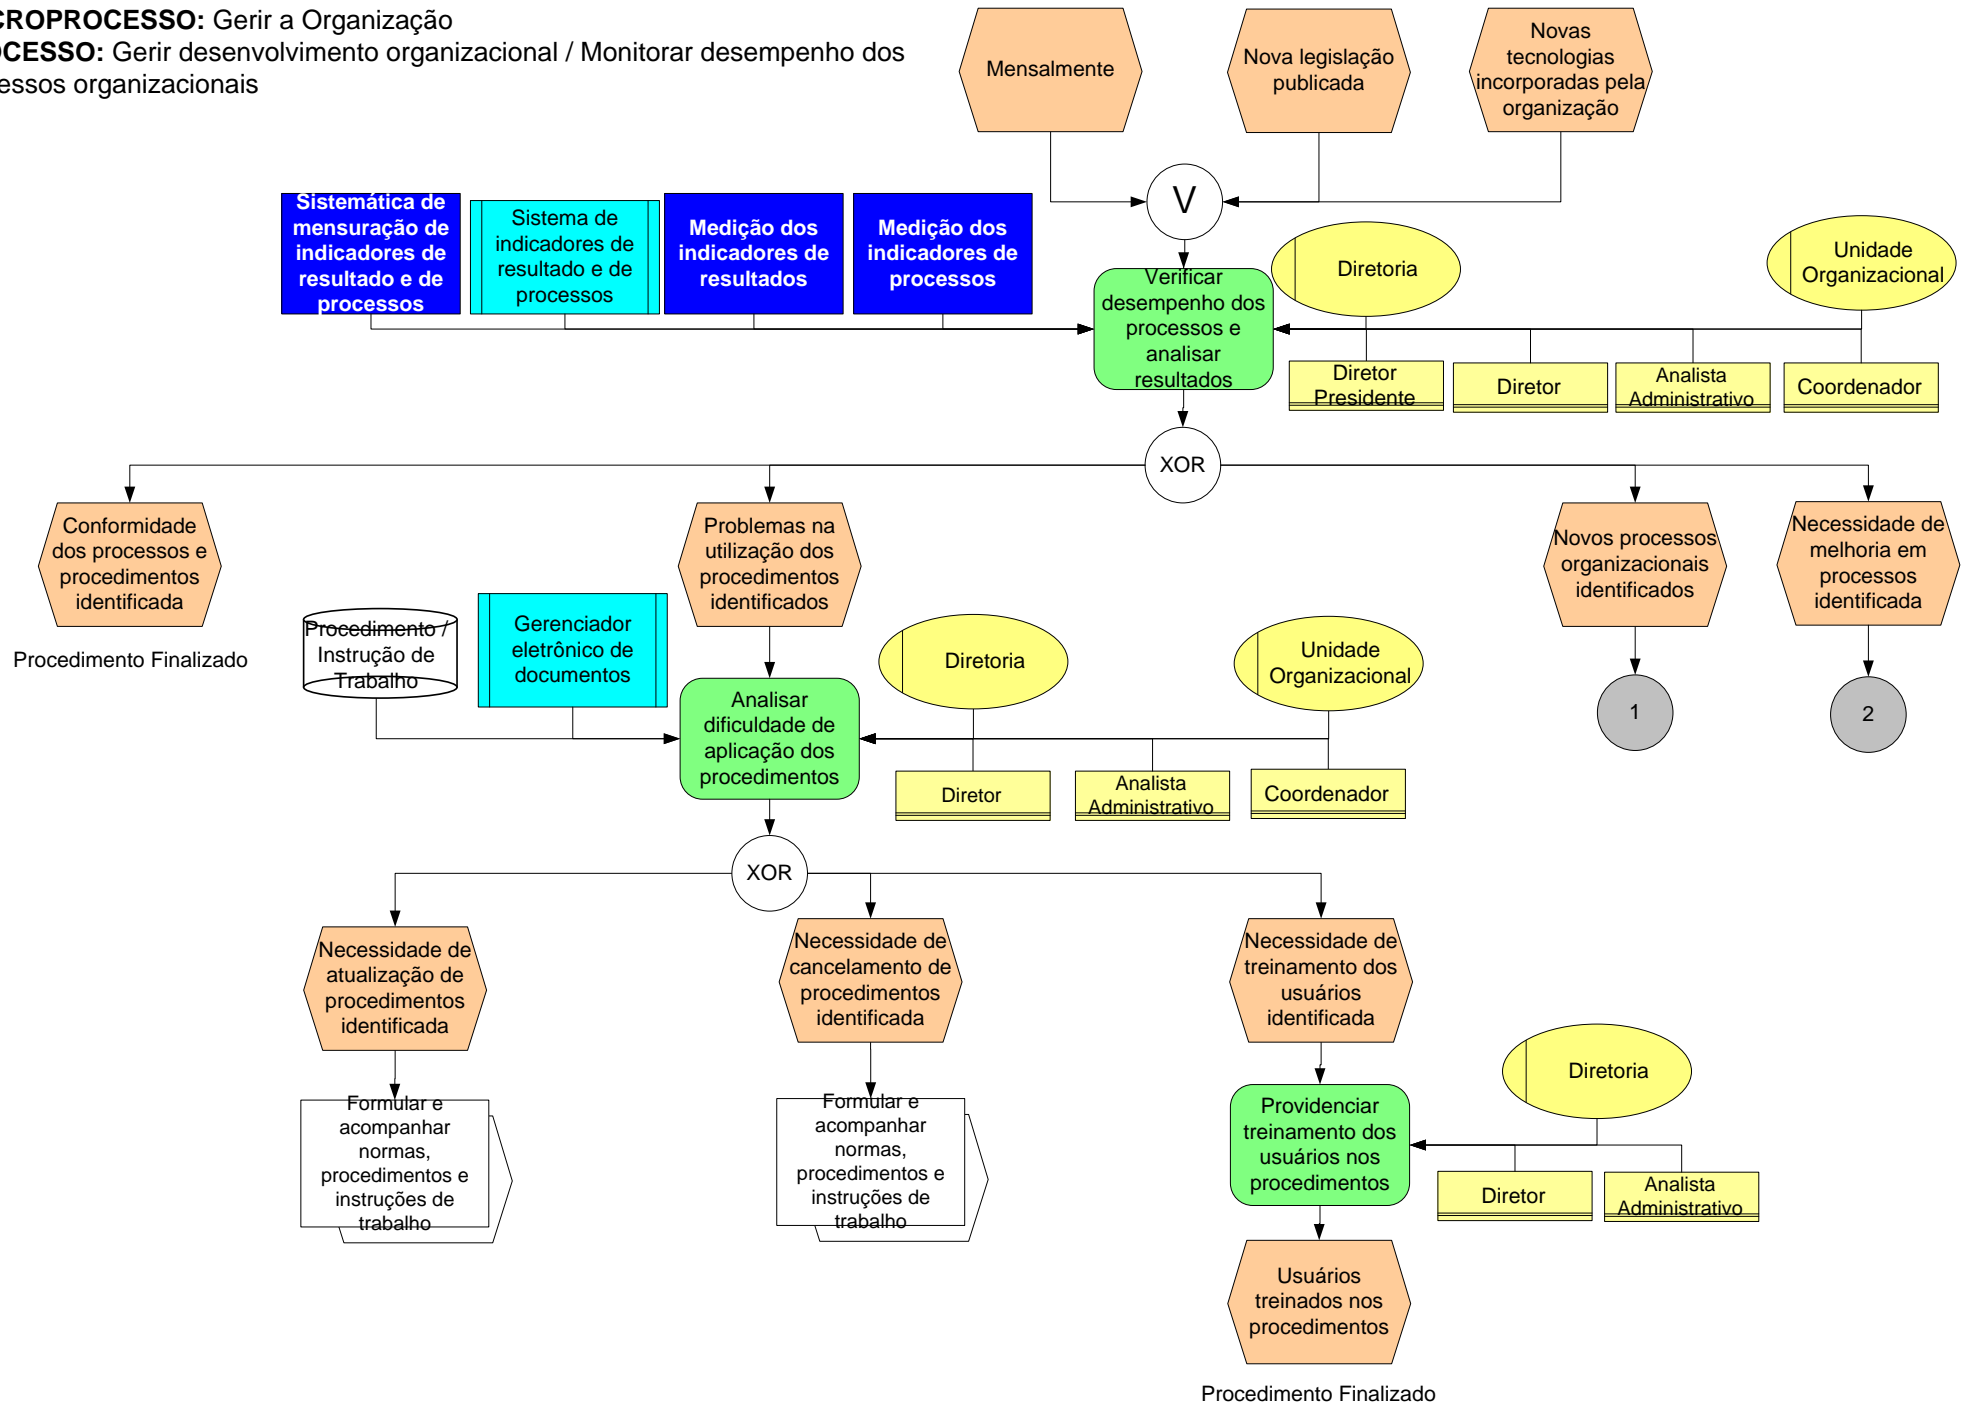 CROPROCESSO: Gerir a Organização
OCESSO: Gerir desenvolvimento organizacional / Monitorar desempenho dos
essos organizacionais
Mensalmente
Nova legislação
publicada
Novas
tecnologias
incorporadas pela
organização
V
Sistemática de
mensuração de
indicadores de
resultado e de
processos
Sistema de
indicadores de
resultado e de
processos
Medição dos
indicadores de
resultados
Medição dos
indicadores de
processos
Verificar
desempenho dos
processos e
analisar
resultados
Diretoria
Unidade
Organizacional
Diretor
Presidente
Diretor
Analista
Administrativo
Coordenador
XOR
Conformidade
dos processos e
procedimentos
identificada
Procedimento Finalizado
Problemas na
utilização dos
procedimentos
identificados
Novos processos
organizacionais
identificados
Necessidade de
melhoria em
processos
identificada
1
2
Procedimento /
Instrução de
Trabalho
Gerenciador
eletrônico de
documentos
Analisar
dificuldade de
aplicação dos
procedimentos
Diretoria
Unidade
Organizacional
Diretor
Analista
Administrativo
Coordenador
XOR
Necessidade de
atualização de
procedimentos
identificada
Necessidade de
cancelamento de
procedimentos
identificada
Necessidade de
treinamento dos
usuários
identificada
Formular e
acompanhar
normas,
procedimentos e
instruções de
trabalho
Formular e
acompanhar
normas,
procedimentos e
instruções de
trabalho
Providenciar
treinamento dos
usuários nos
procedimentos
Diretoria
Diretor
Analista
Administrativo
Usuários
treinados nos
procedimentos
Procedimento Finalizado